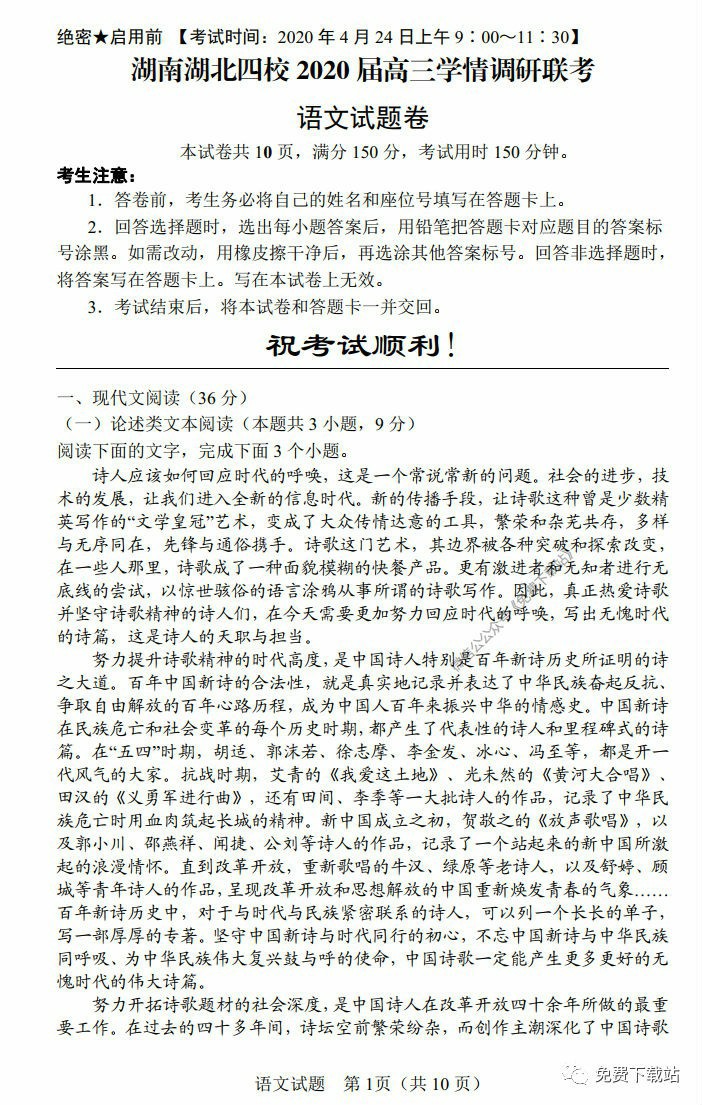 绝密★启用前 【考试时间：2020 年 4 月 24 日上午 9：00～11：30】
湖南湖北四校 2020 届高三学情调研联考
语文试题卷
本试卷共 10 页，满分 150 分，考试用时 150 分钟。
考生注意：
1．答卷前，考生务必将自己的姓名和座位号填写在答题卡上。
2．回答选择题时，选出每小题答案后，用铅笔把答题卡对应题目的答案标
号涂黑。如需改动，用橡皮擦干净后，再选涂其他答案标号。回答非选择题时，
将答案写在答题卡上。写在本试卷上无效。
3．考试结束后，将本试卷和答题卡一并交回。
祝考试顺利！
一、现代文阅读（36 分）
（一）论述类文本阅读（本题共 3 小题，9 分）
阅读下面的文字，完成下面 3 个小题。
诗人应该如何回应时代的呼唤，这是一个常说常新的问题。社会的进步，技
术的发展，让我们进入全新的信息时代。新的传播手段，让诗歌这种曾是少数精
英写作的“文学皇冠”艺术，变成了大众传情达意的工具，繁荣和杂芜共存，多样
与无序同在，先锋与通俗携手。诗歌这门艺术，其边界被各种突破和探索改变，
在一些人那里，诗歌成了一种面貌模糊的快餐产品。更有激进者和无知者进行无
底线的尝试，以惊世骇俗的语言涂鸦从事所谓的诗歌写作。因此，真正热爱诗歌
并坚守诗歌精神的诗人们，在今天需要更加努力回应时代的呼唤，写出无愧时代
的诗篇，这是诗人的天职与担当。
努力提升诗歌精神的时代高度，是中国诗人特别是百年新诗历史所证明的诗
之大道。百年中国新诗的合法性，就是真实地记录并表达了中华民族奋起反抗、
争取自由解放的百年心路历程，成为中国人百年来振兴中华的情感史。中国新诗
在民族危亡和社会变革的每个历史时期，都产生了代表性的诗人和里程碑式的诗
篇。在“五四”时期，胡适、郭沫若、徐志摩、李金发、冰心、冯至等，都是开一
代风气的大家。抗战时期，艾青的《我爱这土地》、光未然的《黄河大合唱》、
田汉的《义勇军进行曲》，还有田间、李季等一大批诗人的作品，记录了中华民
族危亡时用血肉筑起长城的精神。新中国成立之初，贺敬之的《放声歌唱》，以
及郭小川、邵燕祥、闻捷、公刘等诗人的作品，记录了一个站起来的新中国所激
起的浪漫情怀。直到改革开放，重新歌唱的牛汉、绿原等老诗人，以及舒婷、顾
城等青年诗人的作品，呈现改革开放和思想解放的中国重新焕发青春的气象……
百年新诗历史中，对于与时代与民族紧密联系的诗人，可以列一个长长的单子，
写一部厚厚的专著。坚守中国新诗与时代同行的初心，不忘中国新诗与中华民族
同呼吸、为中华民族伟大复兴鼓与呼的使命，中国诗歌一定能产生更多更好的无
愧时代的伟大诗篇。
努力开拓诗歌题材的社会深度，是中国诗人在改革开放四十余年所做的最重
要工作。在过去的四十多年间，诗坛空前繁荣纷杂，而创作主潮深化了中国诗歌
微信公众号《免费下载站》
语文试题 第 1页（共 10 页）
免费下载站